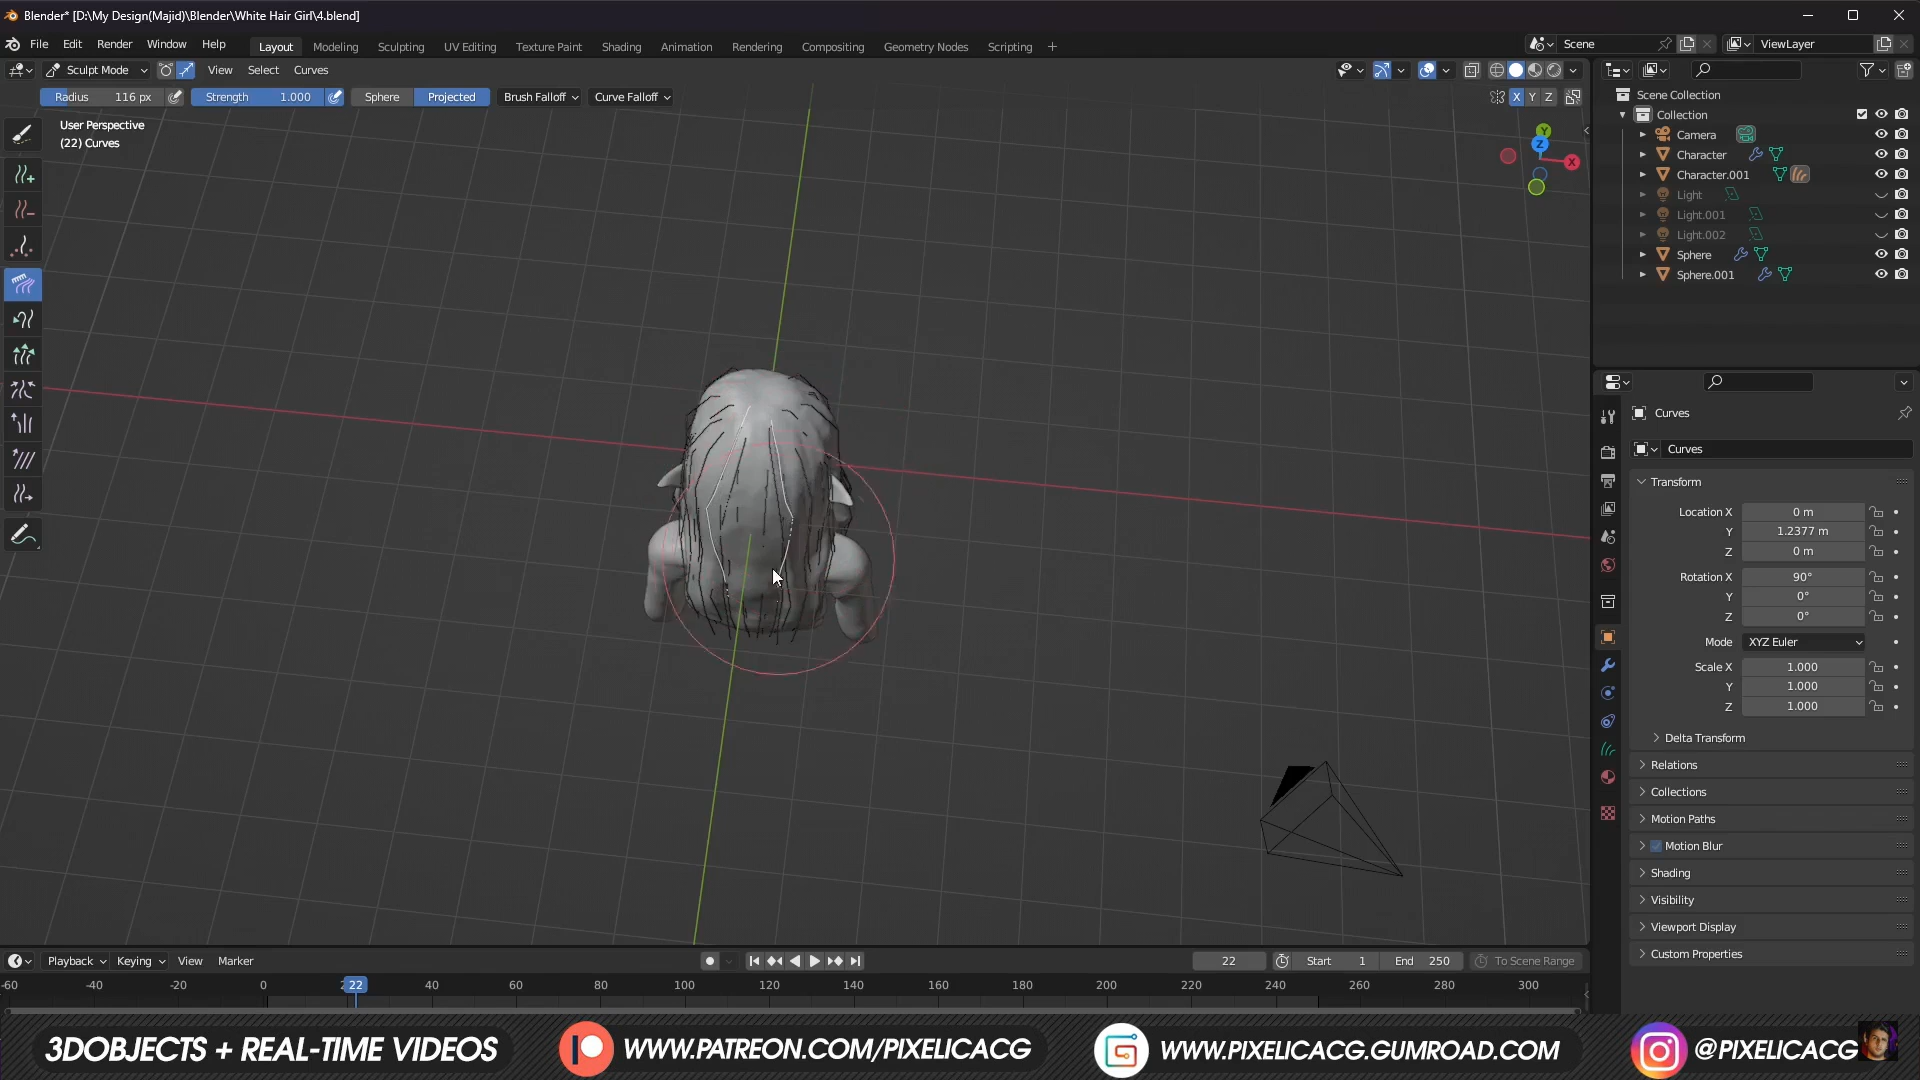 Blender* [D:\My Design(Majid)\Blender\White Hair Girl\4.blend]
File Edit Render Window Help Layout Modeling Sculpting UV Editing Texture Paint Shading Animation Rendering Compositing Geometry Nodes Scripting + Scene ViewLayer
Sculpt Mode View Select Curves
Radius 116 px Strength 1.000 Sphere Projected Brush Falloff Curve Falloff X Y Z
User Perspective
(22) Curves
Y
Z
X
Scene Collection
Collection
Camera
Character
Character.001
Light
Light.001
Light.002
Sphere
Sphere.001
Curves
Curves
Transform
Location X 0 m
Y 1.2377 m
Z 0 m
Rotation X 90°
Y 0°
Z 0°
Mode XYZ Euler
Scale X 1.000
Y 1.000
Z 1.000
Delta Transform
Relations
Collections
Motion Paths
Motion Blur
Shading
Visibility
Viewport Display
Custom Properties
Playback Keying View Marker 22 Start 1 End 250 To Scene Range
-60 -40 -20 0 22 40 60 80 100 120 140 160 180 200 220 240 260 280 300
3DOBJECTS + REAL-TIME VIDEOS WWW.PATREON.COM/PIXELICACG WWW.PIXELICACG.GUMROAD.COM @PIXELICACG